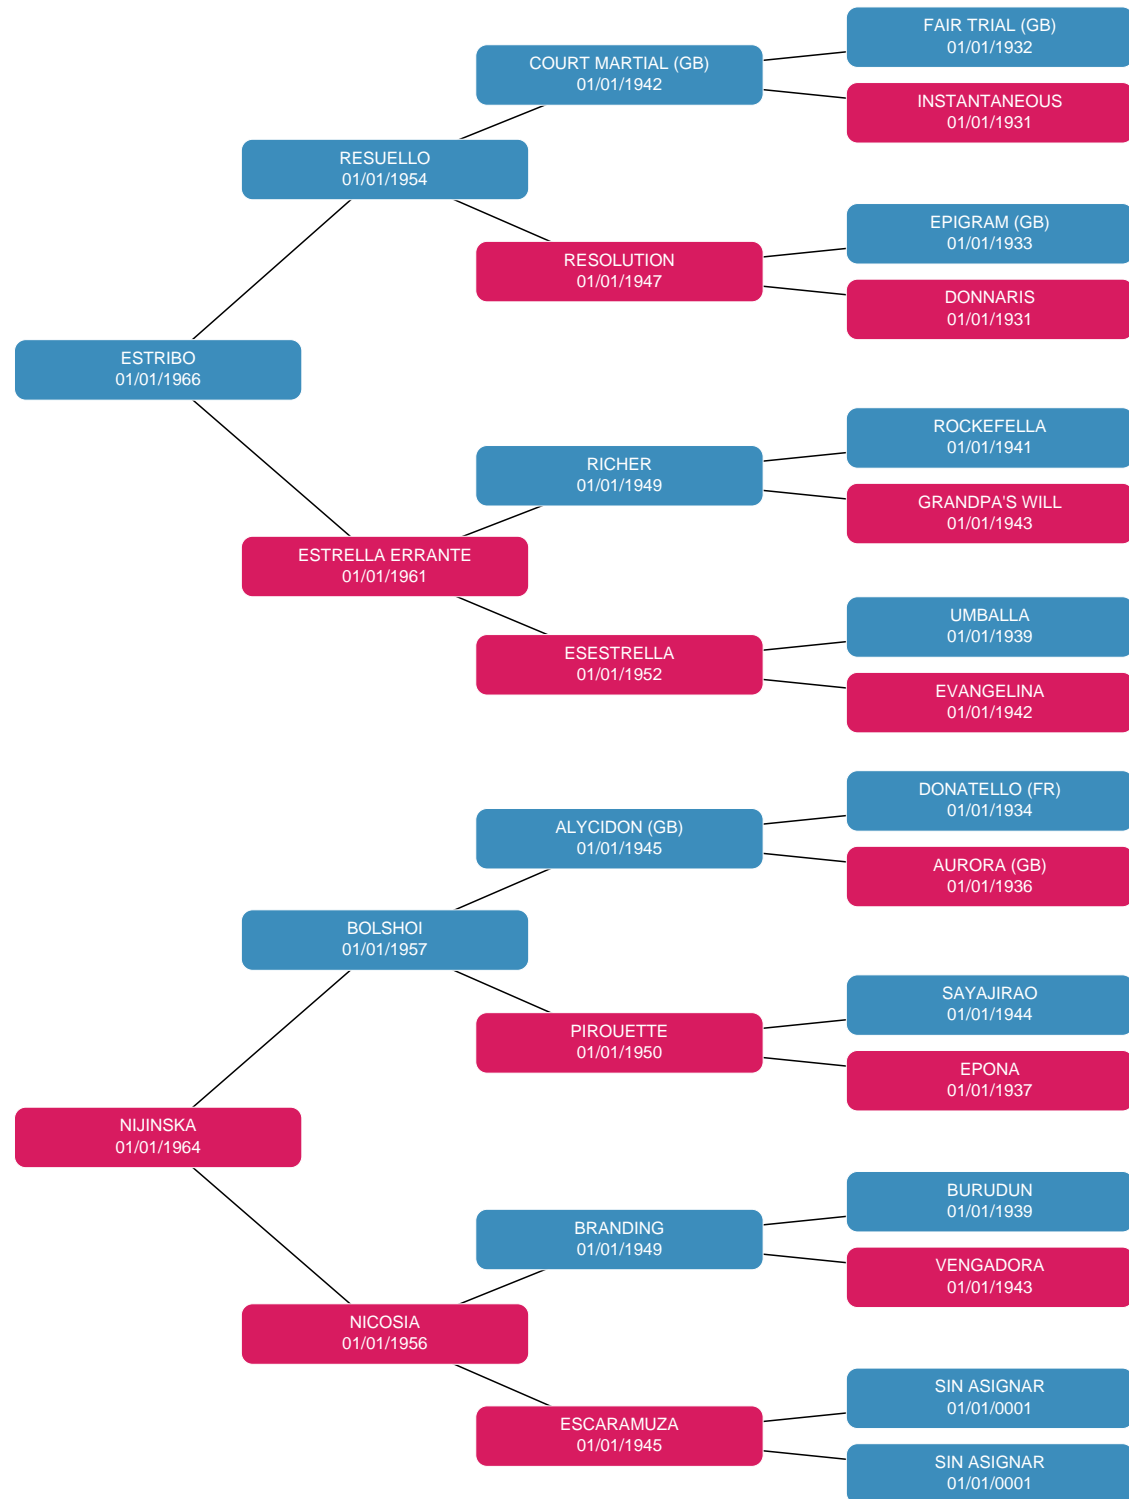 FAIR TRIAL (GB)
01/01/1932
COURT MARTIAL (GB)
01/01/1942
INSTANTANEOUS
01/01/1931
RESUELLO
01/01/1954
EPIGRAM (GB)
01/01/1933
RESOLUTION
01/01/1947
DONNARIS
01/01/1931
ESTRIBO
01/01/1966
ROCKEFELLA
01/01/1941
RICHER
01/01/1949
GRANDPA'S WILL
01/01/1943
ESTRELLA ERRANTE
01/01/1961
UMBALLA
01/01/1939
ESESTRELLA
01/01/1952
EVANGELINA
01/01/1942
DONATELLO (FR)
01/01/1934
ALYCIDON (GB)
01/01/1945
AURORA (GB)
01/01/1936
BOLSHOI
01/01/1957
SAYAJIRAO
01/01/1944
PIROUETTE
01/01/1950
EPONA
01/01/1937
NIJINSKA
01/01/1964
BURUDUN
01/01/1939
BRANDING
01/01/1949
VENGADORA
01/01/1943
NICOSIA
01/01/1956
SIN ASIGNAR
01/01/0001
ESCARAMUZA
01/01/1945
SIN ASIGNAR
01/01/0001